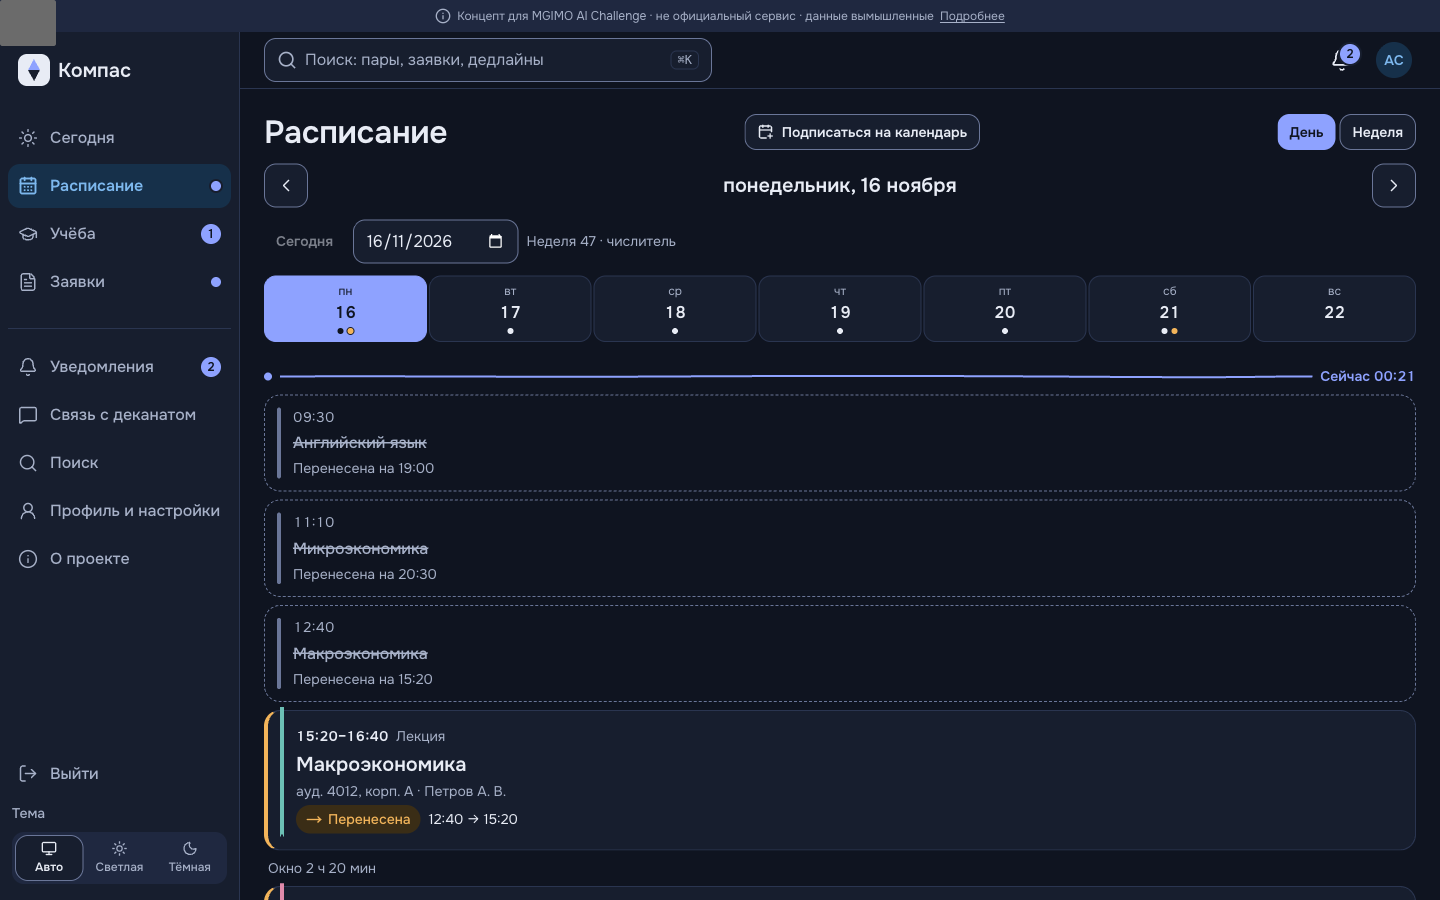 Концепт для MGIMO AI Challenge · не официальный сервис · данные вымышленные Подробнее
Компас
Поиск: пары, заявки, дедлайны ⌘K
2
АС
Сегодня
Расписание
Учёба 1
Заявки
Уведомления 2
Связь с деканатом
Поиск
Профиль и настройки
О проекте
Выйти
Тема
Авто Светлая Тёмная
Расписание
Подписаться на календарь
День Неделя
понедельник, 16 ноября
Сегодня 16/11/2026 Неделя 47 · числитель
пн вт ср чт пт сб вс
16 17 18 19 20 21 22
Сейчас 00:21
09:30
Английский язык
Перенесена на 19:00
11:10
Микроэкономика
Перенесена на 20:30
12:40
Макроэкономика
Перенесена на 15:20
15:20–16:40 Лекция
Макроэкономика
ауд. 4012, корп. А · Петров А. В.
→ Перенесена 12:40 → 15:20
Окно 2 ч 20 мин